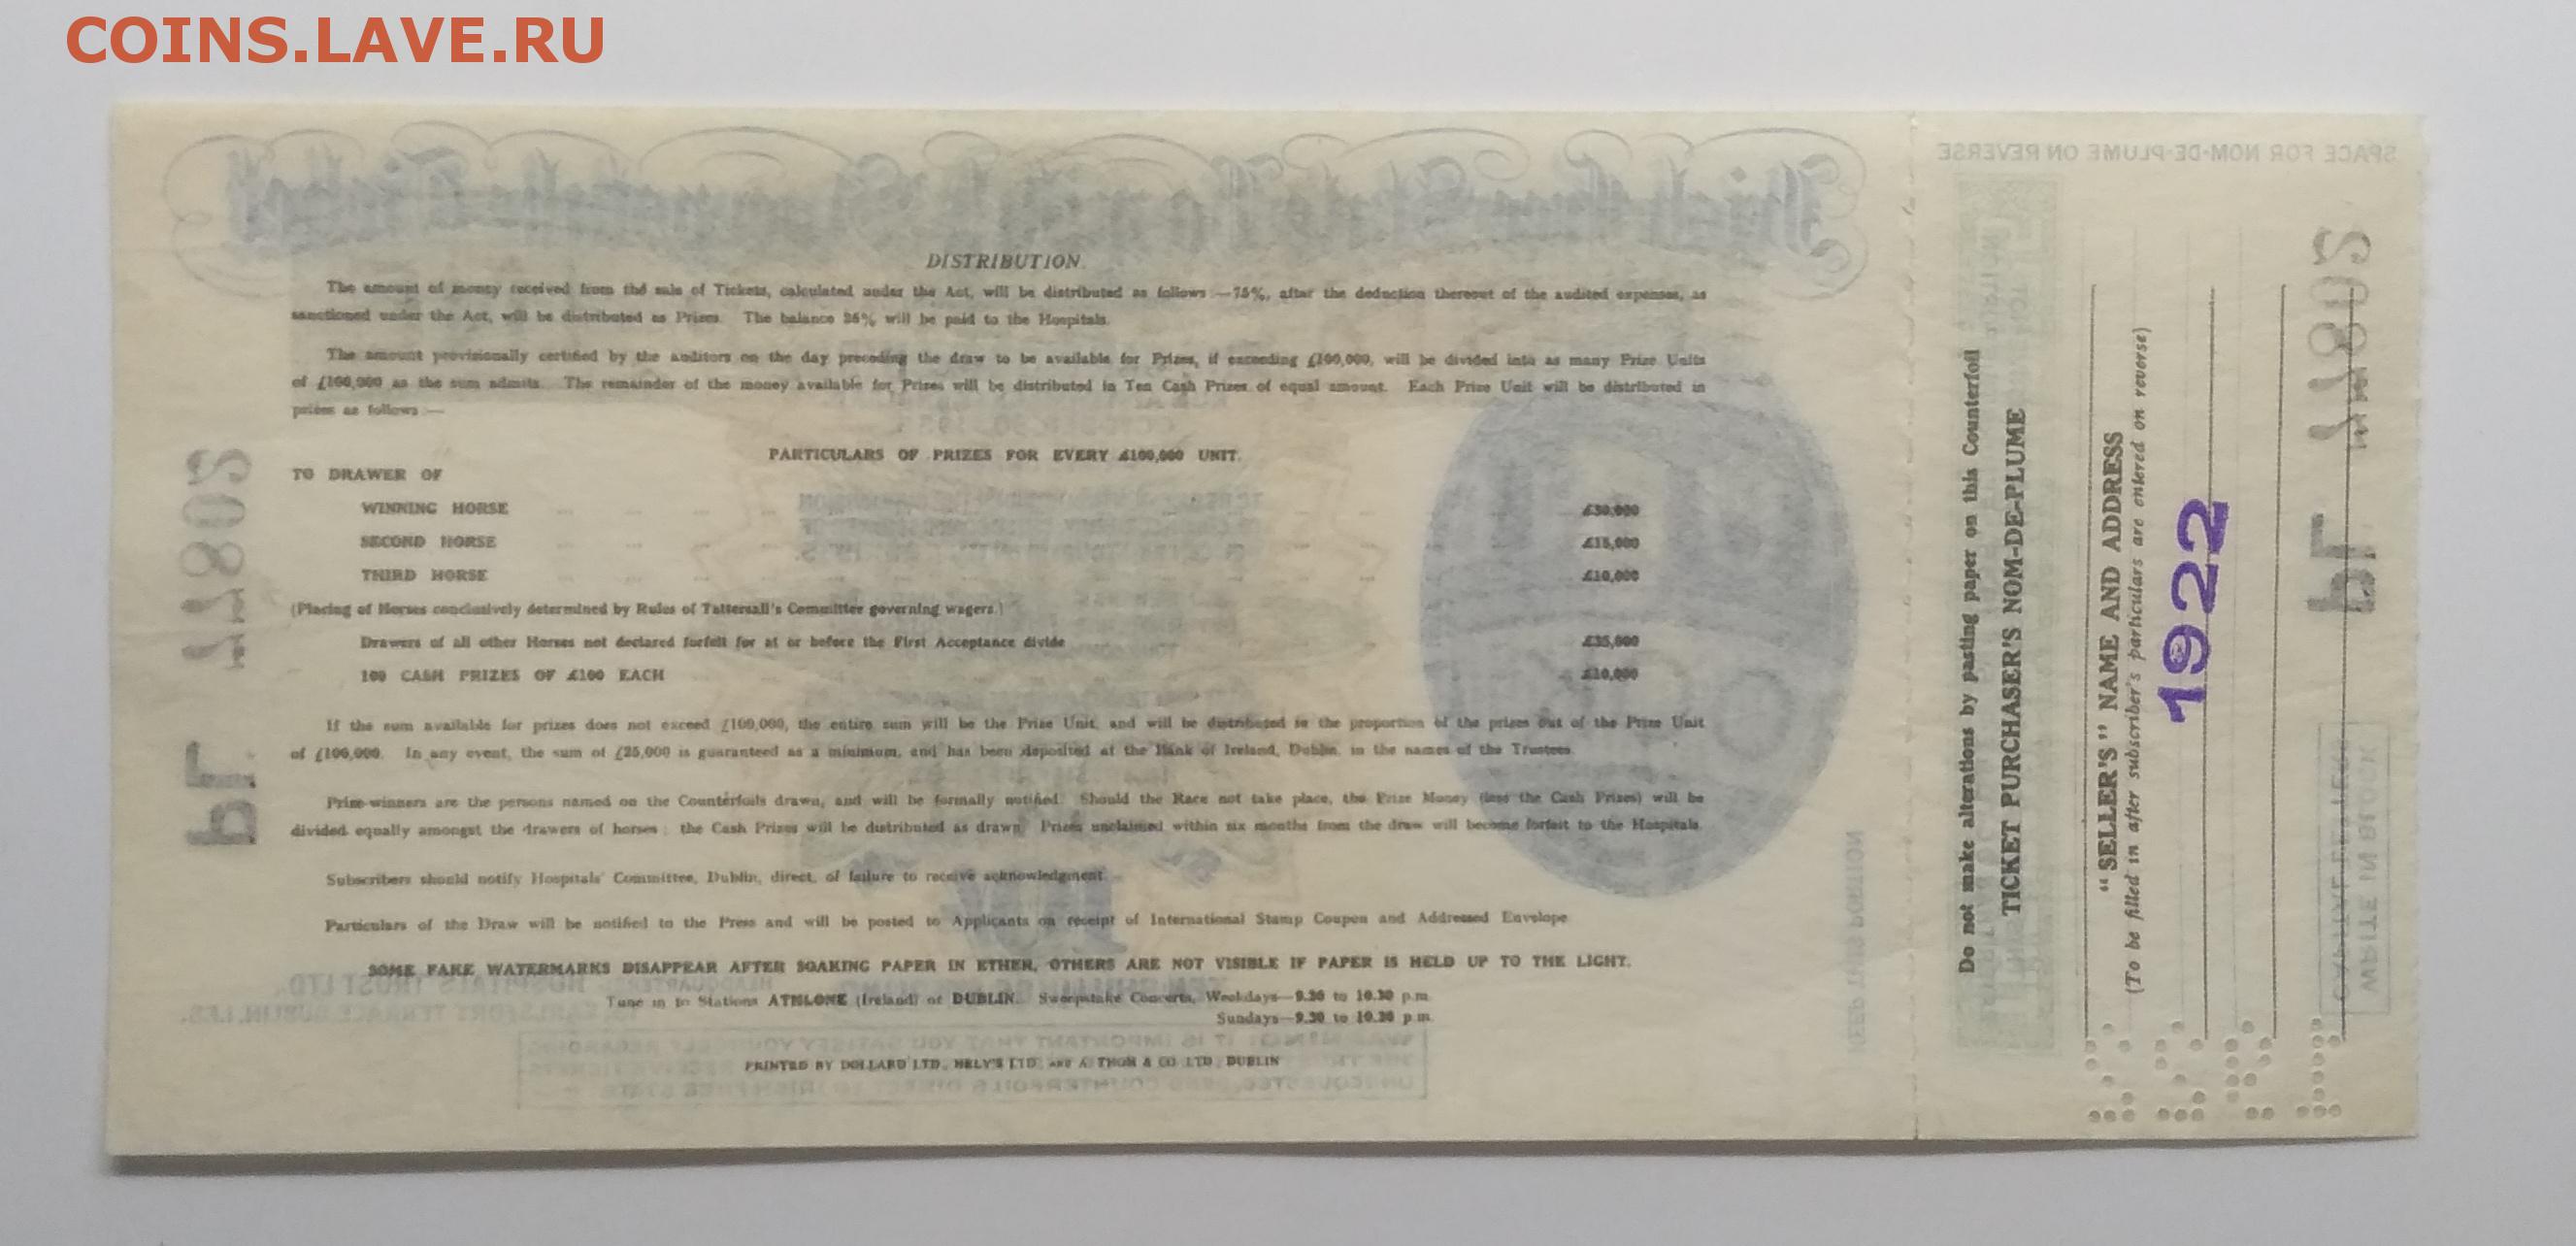 COINS.LAVE.RU
DISTRIBUTION
The amount of money received from the sale of Tickets, calculated under the Act, will be distributed as follows :—75%, after the deduction thereout of the audited expenses, as
sanctioned under the Act, will be distributed as Prizes. The balance 25% will be paid to the Hospitals.
The amount provisionally certified by the auditors on the day preceding the draw to be available for Prizes, if exceeding £100,000, will be divided into as many Prize Units
of £100,000 as the sum admits. The remainder of the money available for Prizes will be distributed in Ten Cash Prizes of equal amount. Each Prize Unit will be distributed in
prizes as follows :—
PARTICULARS OF PRIZES FOR EVERY £100,000 UNIT.
TO DRAWER OF
WINNING HORSE ... £30,000
SECOND HORSE ... £15,000
THIRD HORSE ... £10,000
(Placing of Horses conclusively determined by Rules of Tattersall's Committee governing wagers.)
Drawers of all other Horses not declared forfeit for at or before the First Acceptance divide £35,000
100 CASH PRIZES OF £100 EACH £10,000
If the sum available for prizes does not exceed £100,000, the entire sum will be the Prize Unit, and will be distributed in the proportion of the prizes out of the Prize Unit
of £100,000. In any event, the sum of £25,000 is guaranteed as a minimum, and has been deposited at the Bank of Ireland, Dublin, in the names of the Trustees.
Prize-winners are the persons named on the Counterfoils drawn, and will be formally notified. Should the Race not take place, the Prize Money (less the Cash Prizes) will be
divided equally amongst the drawers of horses ; the Cash Prizes will be distributed as drawn. Prizes unclaimed within six months from the draw will become forfeit to the Hospitals.
Subscribers should notify Hospitals' Committee, Dublin, direct, of failure to receive acknowledgment.
Particulars of the Draw will be notified to the Press and will be posted to Applicants on receipt of International Stamp Coupon and Addressed Envelope.
SOME FAKE WATERMARKS DISAPPEAR AFTER SOAKING PAPER IN ETHER, OTHERS ARE NOT VISIBLE IF PAPER IS HELD UP TO THE LIGHT.
Tune in to Stations ATHLONE (Ireland) or DUBLIN. Sweepstake Concerts, Weekdays—9.30 to 10.30 p.m.
Sundays—9.30 to 10.30 p.m.
PRINTED BY DOLLARD LTD., HELY'S LTD. AND A. THOM & CO. LTD., DUBLIN
Do not make alterations by pasting paper on this Counterfoil
TICKET PURCHASER'S NOM-DE-PLUME
"SELLER'S" NAME AND ADDRESS
(To be filled in after subscriber's particulars are entered on reverse)
1922
SPACE FOR NOM-DE-PLUME ON REVERSE
KEEP THIS PORTION
WRITE IN BLOCK
CAPITAL LETTERS
HEADQUARTERS: HOSPITALS TRUST LTD.
EARLSFORT TERRACE DUBLIN. I.F.S.